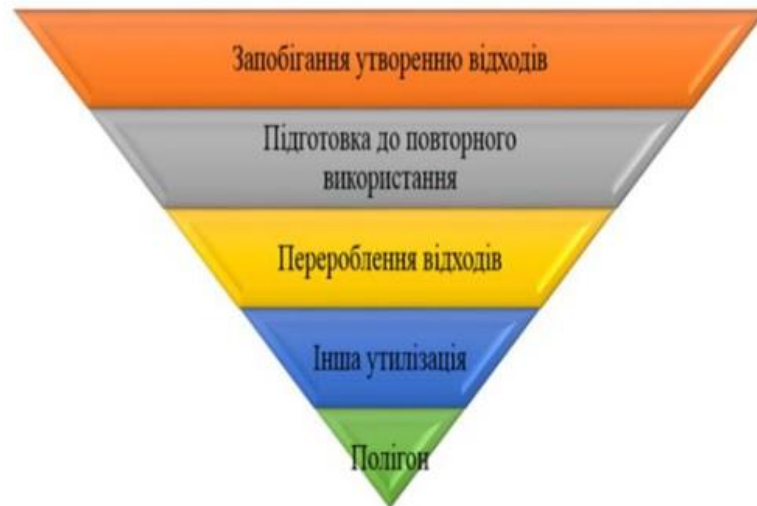 Запобігання утворенню відходів
Підготовка до повторного
використання
Перероблення відходів
Інша утилізація
Полігон